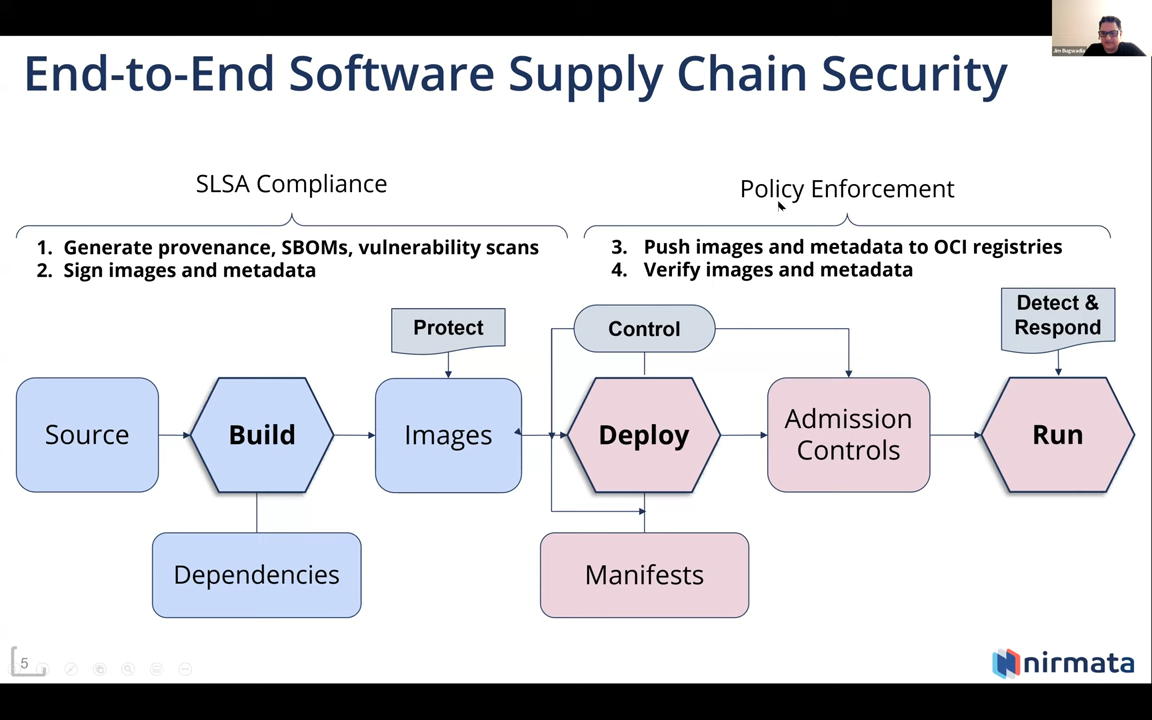 Jim Bugwadia
End-to-End Software Supply Chain Security
SLSA Compliance
Policy Enforcement
1. Generate provenance, SBOMs, vulnerability scans
2. Sign images and metadata
3. Push images and metadata to OCI registries
4. Verify images and metadata
Protect
Control
Detect &
Respond
Source
Build
Images
Deploy
Admission
Controls
Run
Dependencies
Manifests
5
nirmata